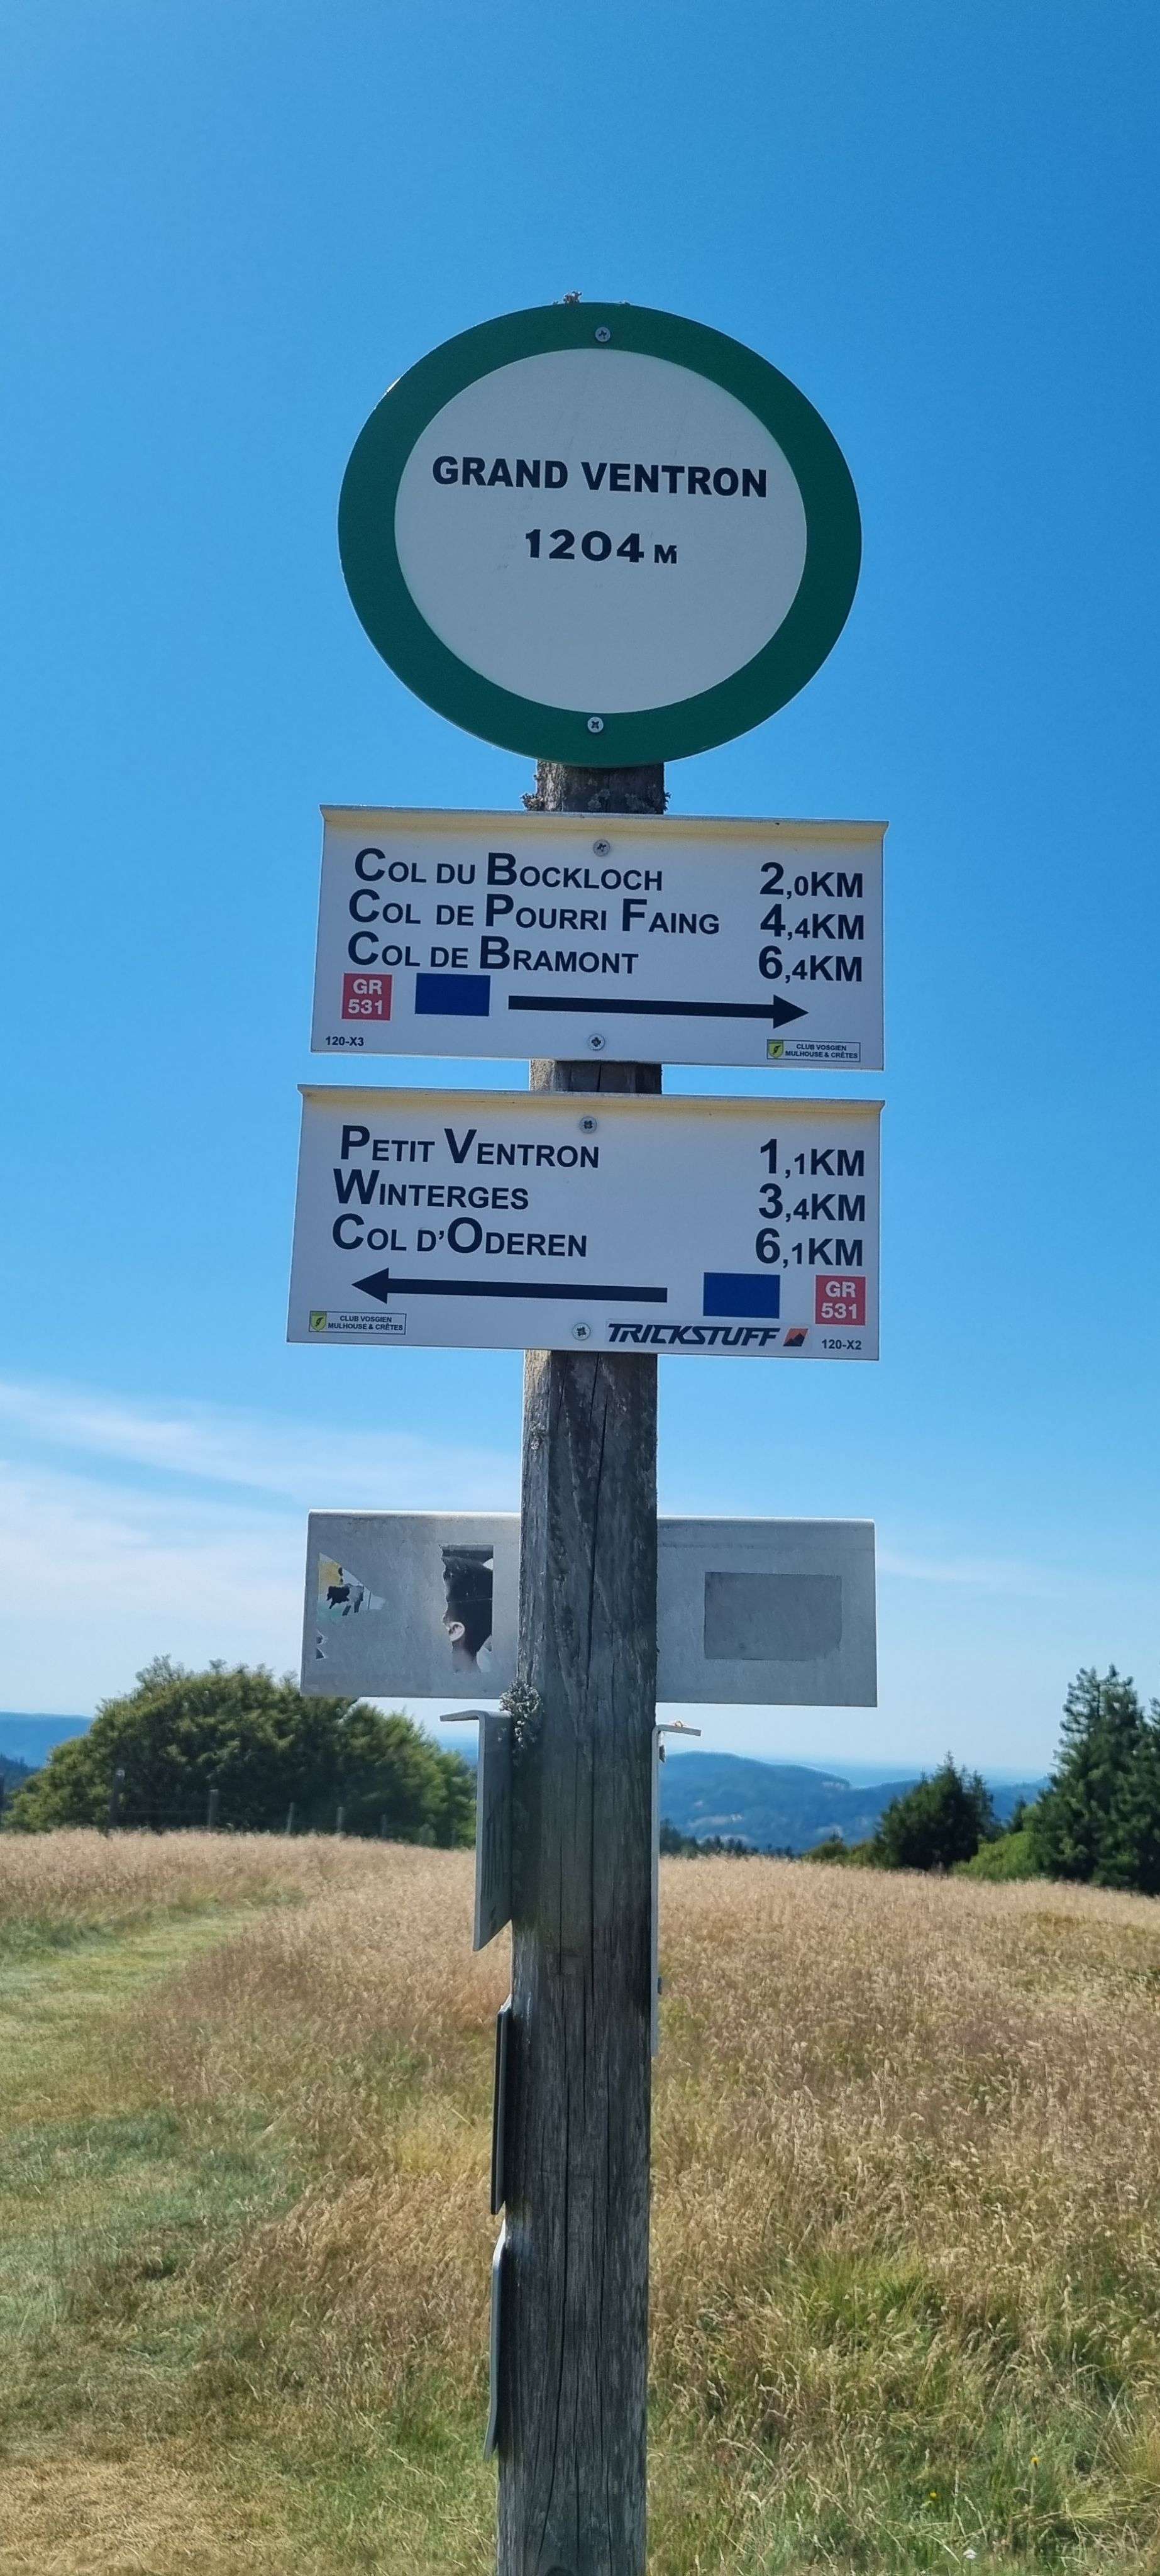 GRAND VENTRON
1204 M
COL DU BOCKLOCH 2,0KM
COL DE POURRI FAING 4,4KM
COL DE BRAMONT 6,4KM
GR
531
120-X3
CLUB VOSGIEN
MULHOUSE & CRÊTES
PETIT VENTRON 1,1KM
WINTERGES 3,4KM
COL D'ODEREN 6,1KM
GR
531
CLUB VOSGIEN
MULHOUSE & CRÊTES
TRICKSTUFF
120-X2